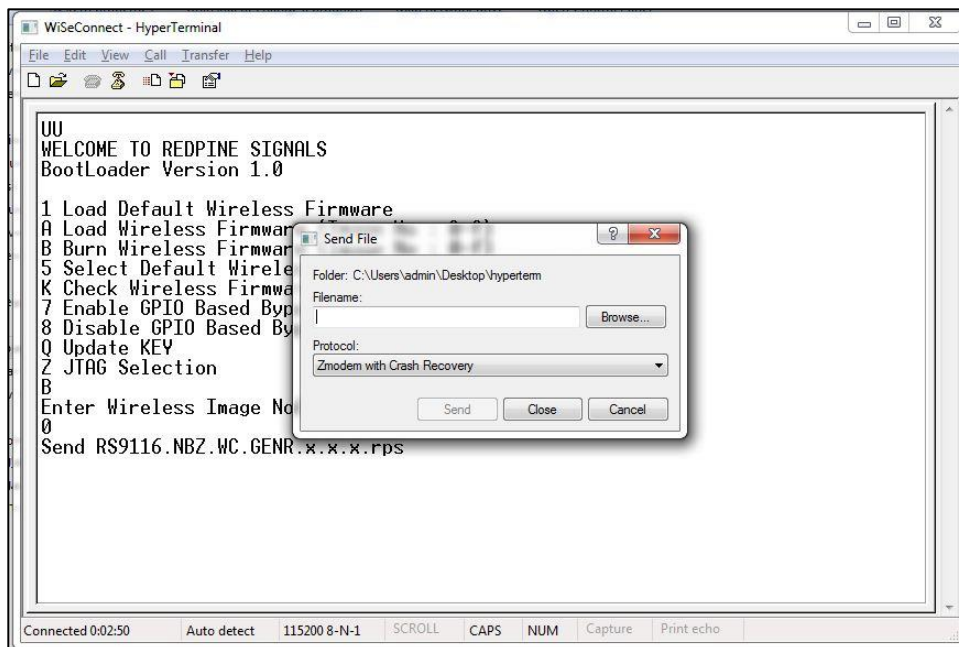 WiSeConnect - HyperTerminal
File Edit View Call Transfer Help
UU
WELCOME TO REDPINE SIGNALS
BootLoader Version 1.0
1 Load Default Wireless Firmware
A Load Wireless Firmwar
B Burn Wireless Firmwar
5 Select Default Wirele
K Check Wireless Firmwa
7 Enable GPIO Based Byp
8 Disable GPIO Based By
Q Update KEY
Z JTAG Selection
B
Enter Wireless Image No
0
Send RS9116.NBZ.WC.GENR.x.x.x.rps
Send File
Folder: C:\Users\admin\Desktop\hyperterm
Filename:
Browse...
Protocol:
Zmodem with Crash Recovery
Send Close Cancel
Connected 0:02:50 Auto detect 115200 8-N-1 SCROLL CAPS NUM Capture Print echo